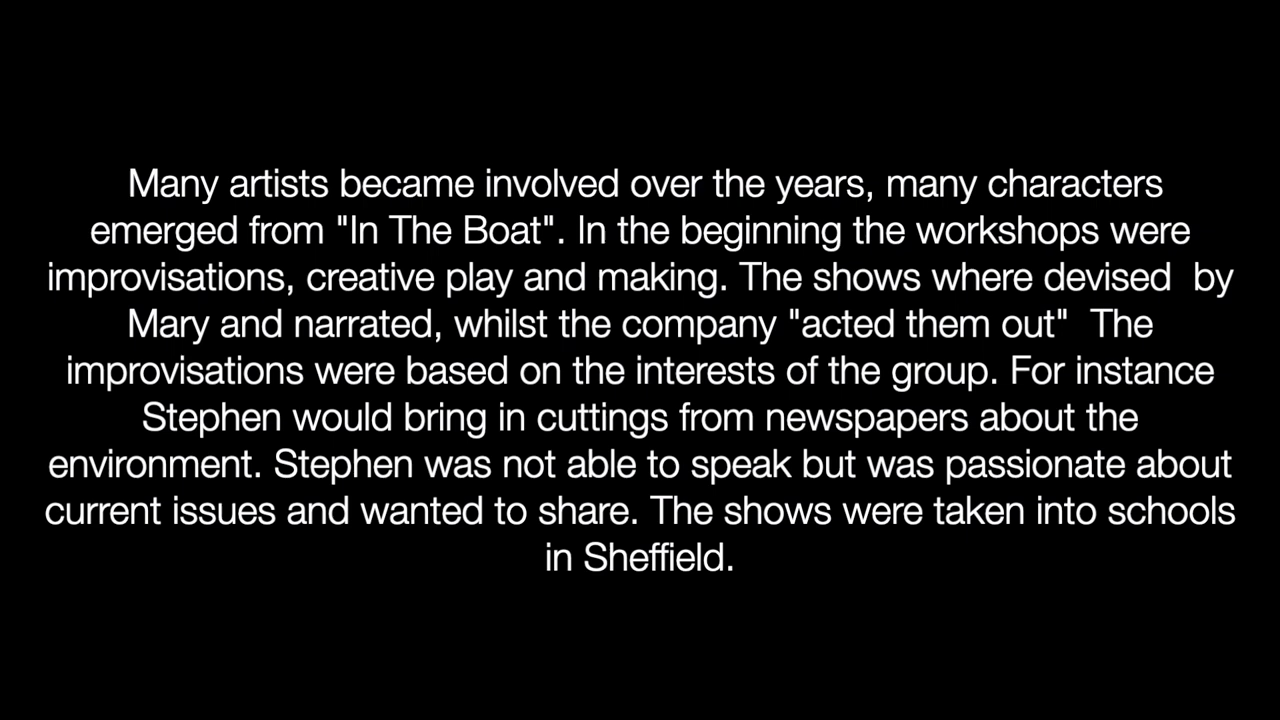 Many artists became involved over the years, many characters
emerged from "In The Boat". In the beginning the workshops were
improvisations, creative play and making. The shows where devised  by
Mary and narrated, whilst the company "acted them out"  The
improvisations were based on the interests of the group. For instance
Stephen would bring in cuttings from newspapers about the
environment. Stephen was not able to speak but was passionate about
current issues and wanted to share. The shows were taken into schools
in Sheffield.